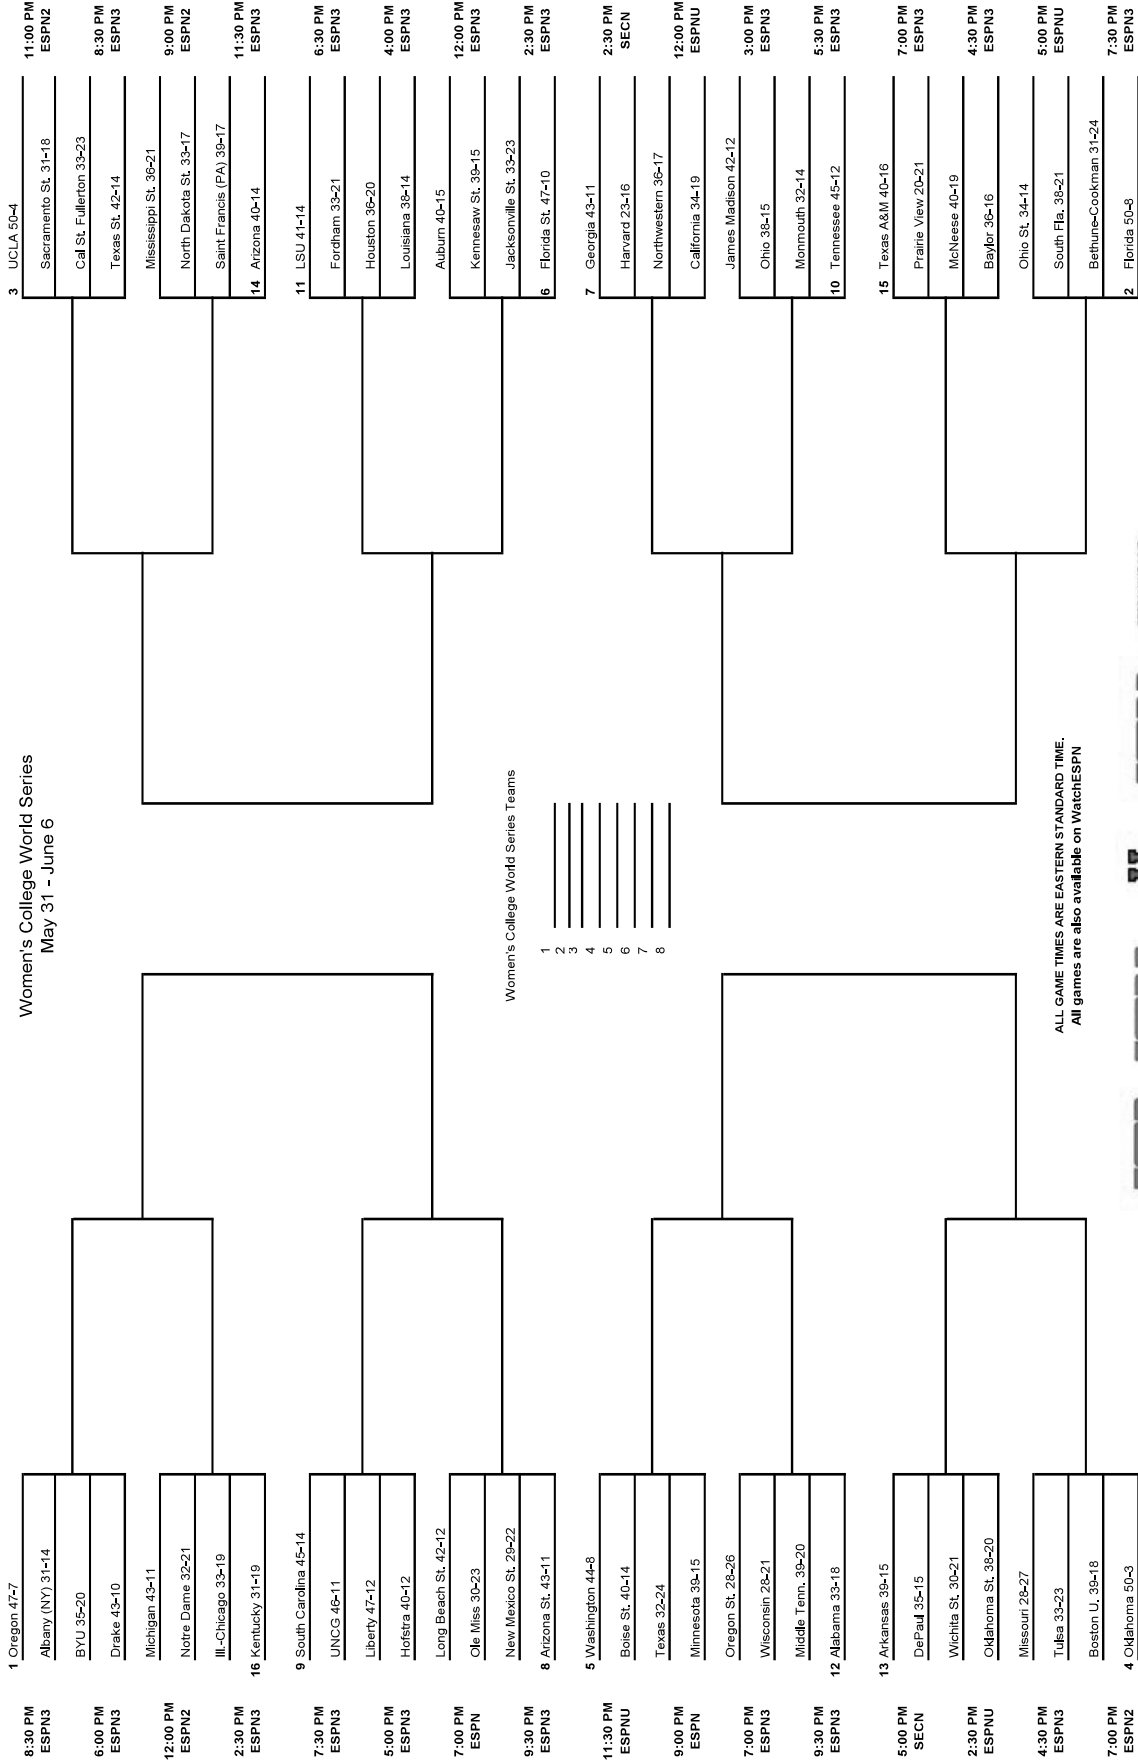 Women's College World Series
May 31 - June 6
8:30 PM
ESPN3
1 Oregon 47-7
Albany (NY) 31-14
6:00 PM
ESPN3
BYU 35-20
Drake 43-10
12:00 PM
ESPN2
Michigan 43-11
Notre Dame 32-21
2:30 PM
ESPN3
Ill.-Chicago 33-19
16 Kentucky 31-19
7:30 PM
ESPN3
9 South Carolina 45-14
UNCG 46-11
5:00 PM
ESPN3
Liberty 47-12
Hofstra 40-12
7:00 PM
ESPN
Long Beach St. 42-12
Ole Miss 30-23
9:30 PM
ESPN3
New Mexico St. 29-22
8 Arizona St. 43-11
11:30 PM
ESPNU
5 Washington 44-8
Boise St. 40-14
9:00 PM
ESPN
Texas 32-24
Minnesota 39-15
7:00 PM
ESPN3
Oregon St. 28-26
Wisconsin 28-21
9:30 PM
ESPN3
Middle Tenn. 39-20
12 Alabama 33-18
5:00 PM
SECN
13 Arkansas 39-15
DePaul 35-15
2:30 PM
ESPNU
Wichita St. 30-21
Oklahoma St. 38-20
4:30 PM
ESPN3
Missouri 28-27
Tulsa 33-23
7:00 PM
ESPN2
Boston U. 39-18
4 Oklahoma 50-3
Women's College World Series Teams
1
2
3
4
5
6
7
8
ALL GAME TIMES ARE EASTERN STANDARD TIME.
All games are also available on WatchESPN
3 UCLA 50-4
11:00 PM
ESPN2
Sacramento St. 31-18
Cal St. Fullerton 33-23
8:30 PM
ESPN3
Texas St. 42-14
Mississippi St. 36-21
9:00 PM
ESPN2
North Dakota St. 33-17
Saint Francis (PA) 39-17
11:30 PM
ESPN3
14 Arizona 40-14
11 LSU 41-14
6:30 PM
ESPN3
Fordham 33-21
Houston 36-20
4:00 PM
ESPN3
Louisiana 38-14
Auburn 40-15
12:00 PM
ESPN3
Kennesaw St. 39-15
Jacksonville St. 33-23
2:30 PM
ESPN3
6 Florida St. 47-10
7 Georgia 43-11
2:30 PM
SECN
Harvard 23-16
Northwestern 36-17
12:00 PM
ESPNU
California 34-19
James Madison 42-12
3:00 PM
ESPN3
Ohio 38-15
Monmouth 32-14
5:30 PM
ESPN3
10 Tennessee 45-12
15 Texas A&M 40-16
7:00 PM
ESPN3
Prairie View 20-21
McNeese 40-19
4:30 PM
ESPN3
Baylor 36-16
Ohio St. 34-14
5:00 PM
ESPNU
South Fla. 38-21
Bethune-Cookman 31-24
7:30 PM
ESPN3
2 Florida 50-8